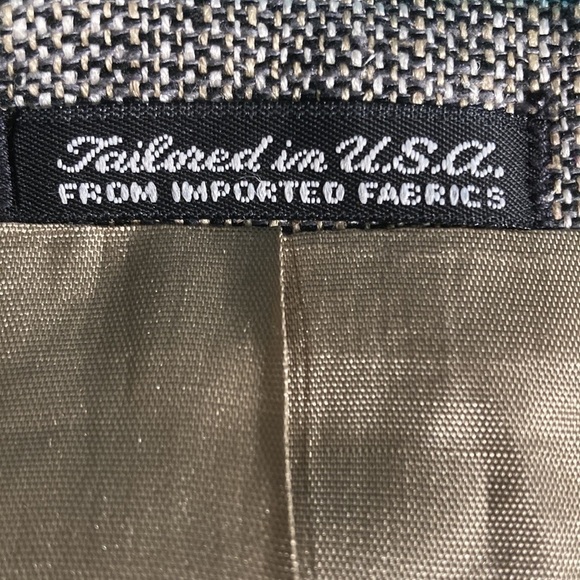 Tailored in U.S.A.
FROM IMPORTED FABRICS